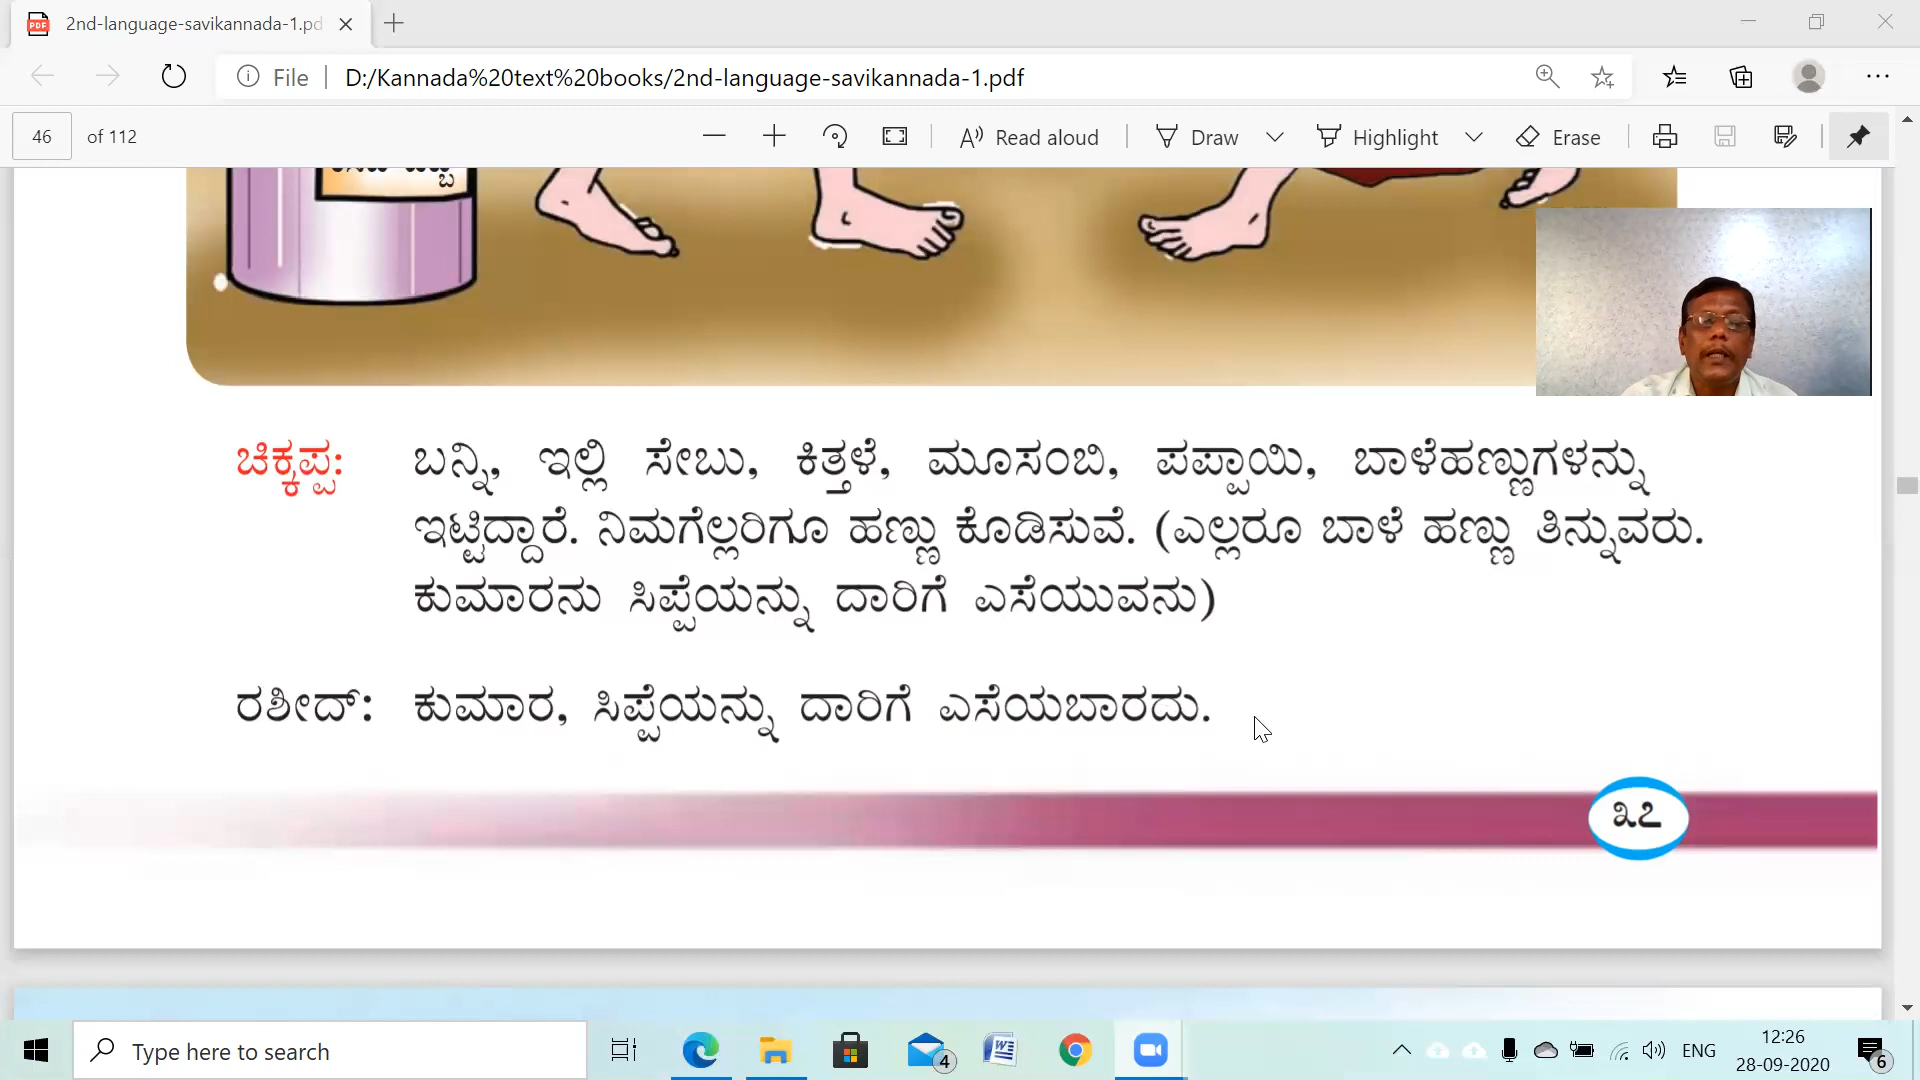 2nd-language-savikannada-1.pd
File
D:/Kannada%20text%20books/2nd-language-savikannada-1.pdf
46 of 112
Read aloud
Draw
Highlight
Erase
ಚಿಕ್ಕಪ್ಪ: ಬನ್ನಿ, ಇಲ್ಲಿ ಸೇಬು, ಕಿತ್ತಳೆ, ಮೂಸಂಬಿ, ಪಪ್ಪಾಯಿ, ಬಾಳೆಹಣ್ಣುಗಳನ್ನು
ಇಟ್ಟಿದ್ದಾರೆ. ನಿಮಗೆಲ್ಲರಿಗೂ ಹಣ್ಣು ಕೊಡಿಸುವೆ. (ಎಲ್ಲರೂ ಬಾಳೆ ಹಣ್ಣು ತಿನ್ನುವರು.
ಕುಮಾರನು ಸಿಪ್ಪೆಯನ್ನು ದಾರಿಗೆ ಎಸೆಯುವನು)
ರಶೀದ್: ಕುಮಾರ, ಸಿಪ್ಪೆಯನ್ನು ದಾರಿಗೆ ಎಸೆಯಬಾರದು.
೩೭
Type here to search
4
ENG
12:26
28-09-2020
6